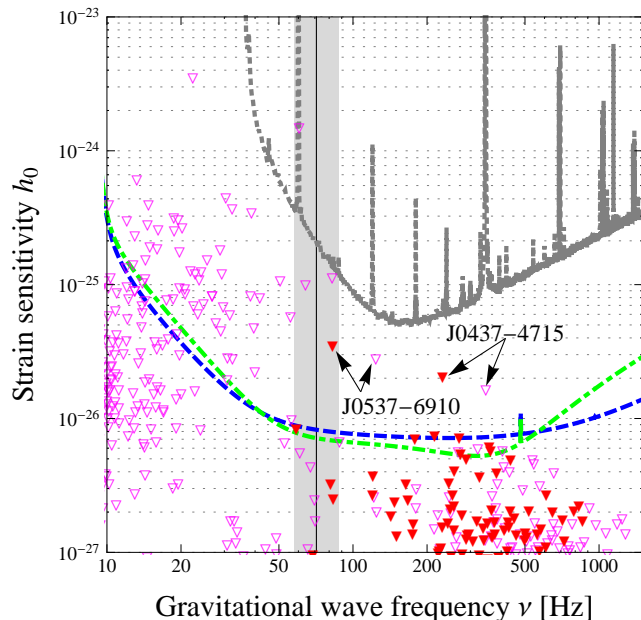 10⁻²³
10⁻²⁴
10⁻²⁵
10⁻²⁶
10⁻²⁷
Strain sensitivity h₀
J0437−4715
J0537−6910
10 20 50 100 200 500 1000
Gravitational wave frequency ν [Hz]